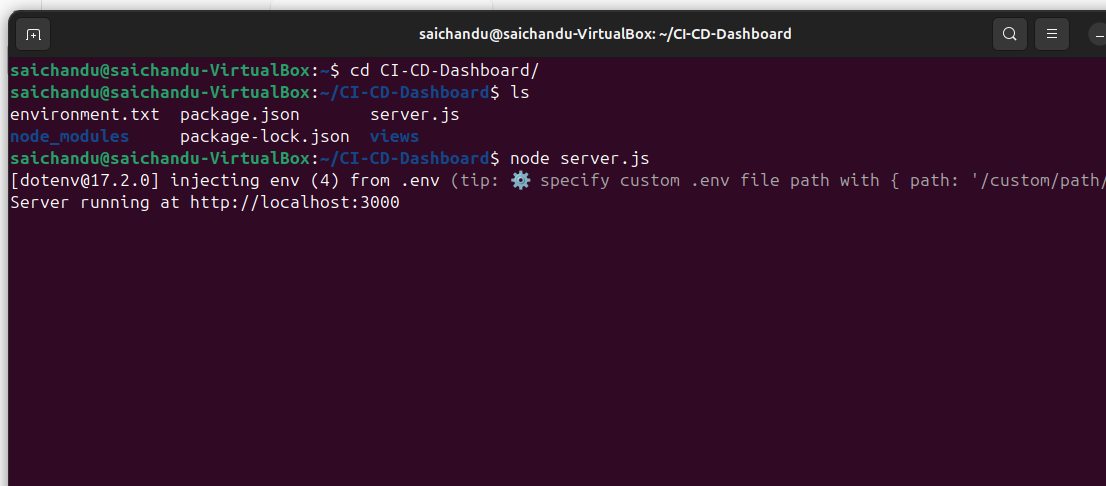 saichandu@saichandu-VirtualBox: ~/CI-CD-Dashboard
saichandu@saichandu-VirtualBox:~$ cd CI-CD-Dashboard/
saichandu@saichandu-VirtualBox:~/CI-CD-Dashboard$ ls
environment.txt  package.json       server.js
node_modules     package-lock.json  views
saichandu@saichandu-VirtualBox:~/CI-CD-Dashboard$ node server.js
[dotenv@17.2.0] injecting env (4) from .env (tip: ⚙️ specify custom .env file path with { path: '/custom/path/
Server running at http://localhost:3000